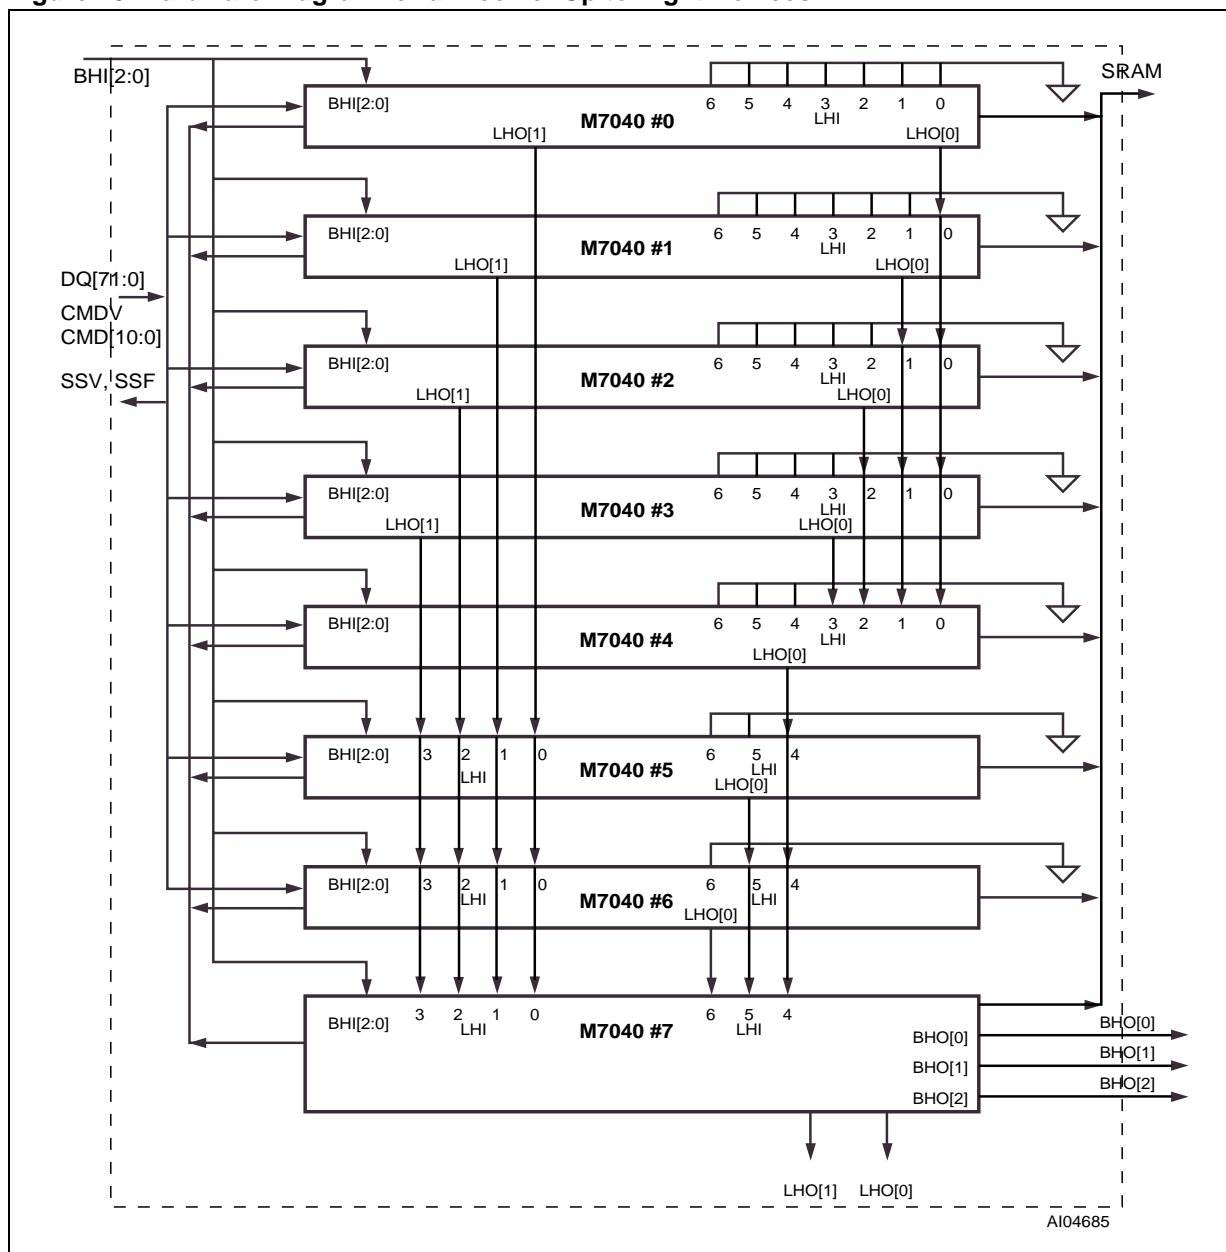 BHI[2:0]
SRAM
BHI[2:0] 6 5 4 3 2 1 0
LHI
M7040 #0
LHO[1] LHO[0]
BHI[2:0] 6 5 4 3 2 1 0
LHI
M7040 #1
LHO[1] LHO[0]
DQ[71:0]
CMDV
CMD[10:0]
SSV, SSF
BHI[2:0] 6 5 4 3 2 1 0
LHI
M7040 #2
LHO[1] LHO[0]
BHI[2:0] 6 5 4 3 2 1 0
LHI
M7040 #3
LHO[1] LHO[0]
BHI[2:0] 6 5 4 3 2 1 0
LHI
M7040 #4
LHO[0]
BHI[2:0] 3 2 1 0 6 5 4
LHI LHI
M7040 #5
LHO[0]
BHI[2:0] 3 2 1 0 6 5 4
LHI LHI
M7040 #6
LHO[0]
BHI[2:0] 3 2 1 0 6 5 4
LHI LHI
M7040 #7
BHO[0] BHO[0]
BHO[1] BHO[1]
BHO[2] BHO[2]
LHO[1] LHO[0]
AI04685